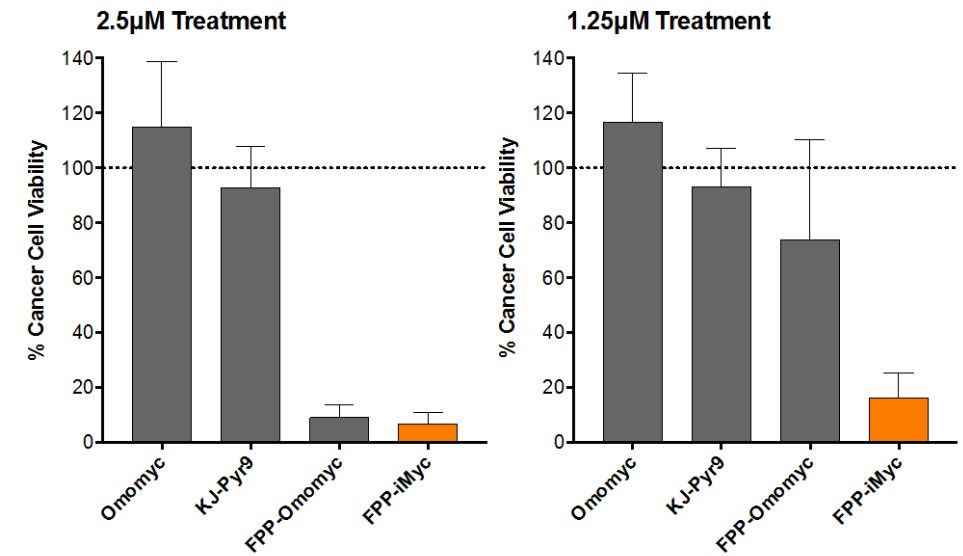 2.5µM Treatment
% Cancer Cell Viability
140
120
100
80
60
40
20
0
Omomyc
KJ-Pyr9
FPP-Omomyc
FPP-iMyc
1.25µM Treatment
% Cancer Cell Viability
140
120
100
80
60
40
20
0
Omomyc
KJ-Pyr9
FPP-Omomyc
FPP-iMyc